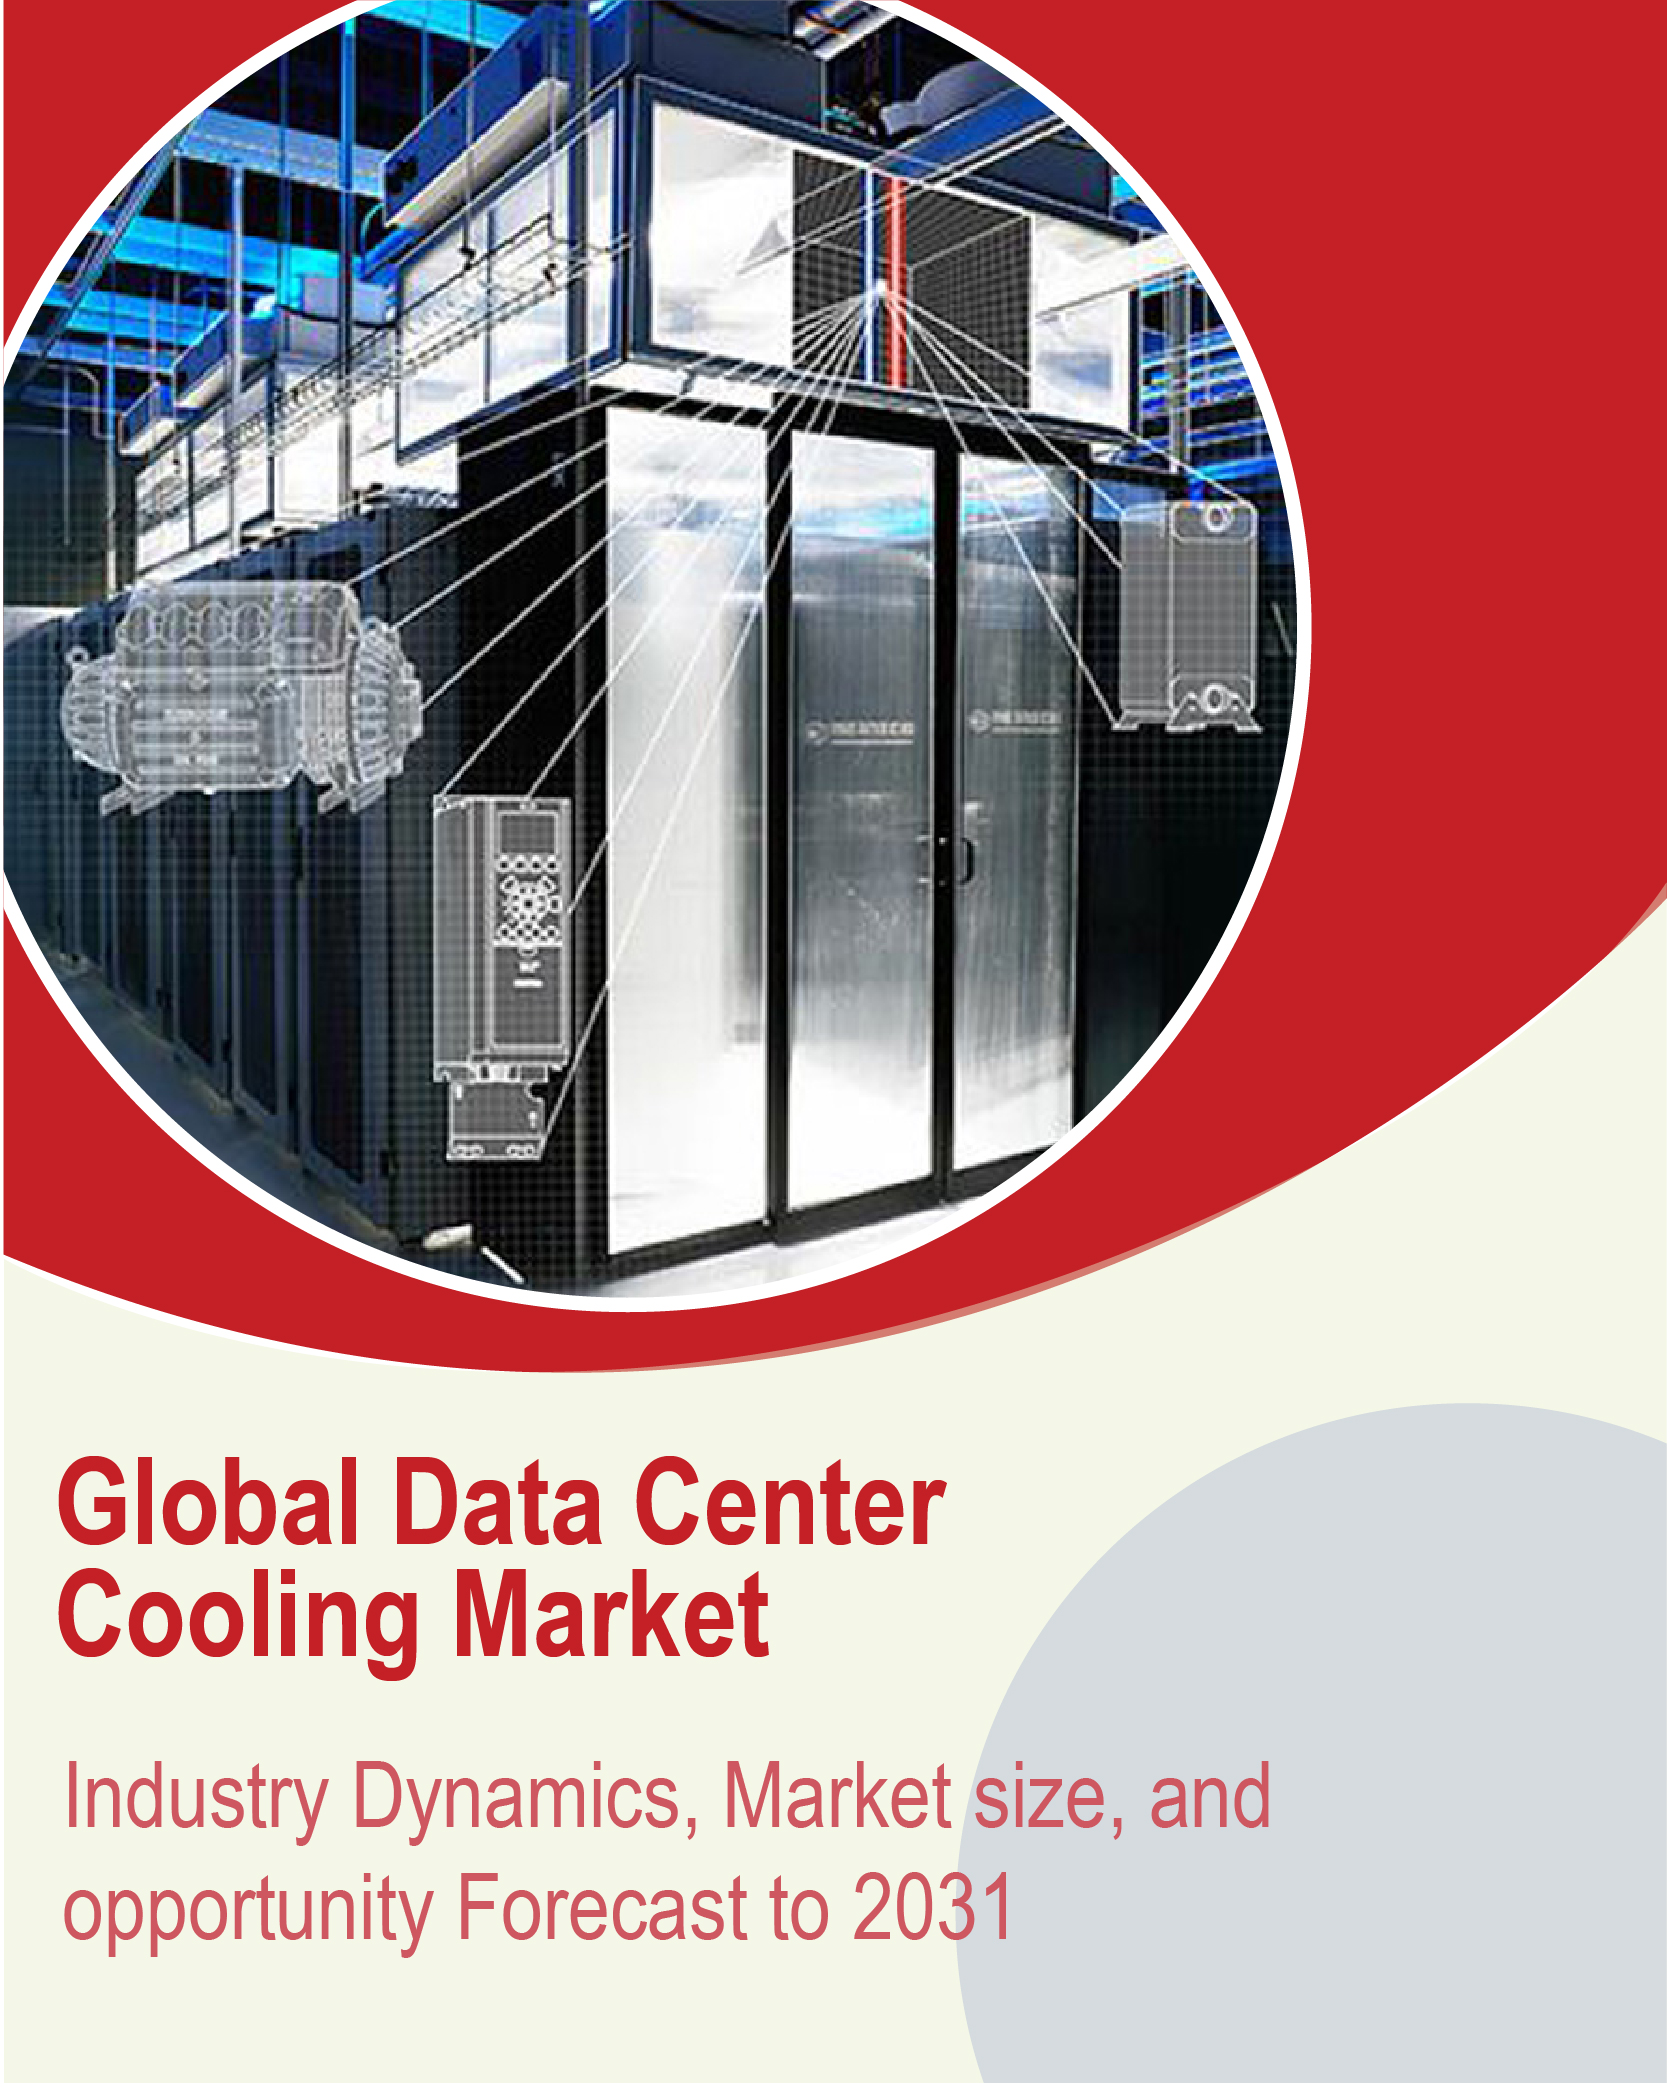 Global Data Center
Cooling Market
Industry Dynamics, Market size, and
opportunity Forecast to 2031